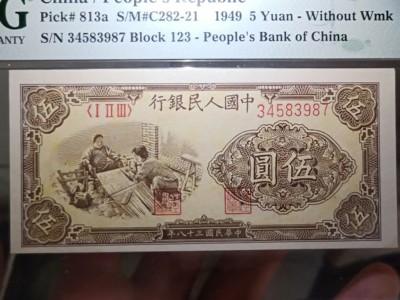 China / People's Republic
Pick# 813a S/M#C282-21 1949 5 Yuan - Without Wmk
S/N 34583987 Block 123 - People's Bank of China
G
ANTY
行銀民人國中
〈I II III〉
34583987
伍
伍
圓伍
伍
伍
年八十三國民華中